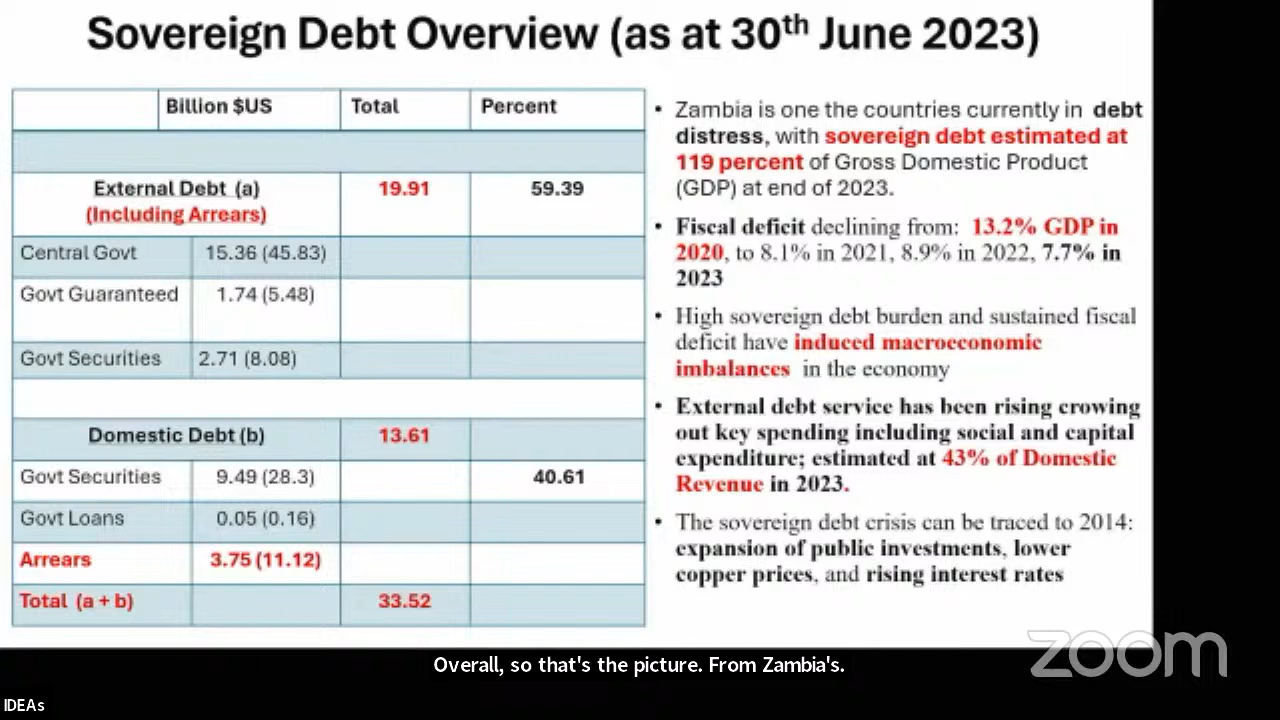 Sovereign Debt Overview (as at 30th June 2023)
Billion $US Total Percent
External Debt (a) 19.91 59.39
(Including Arrears)
Central Govt 15.36 (45.83)
Govt Guaranteed 1.74 (5.48)
Govt Securities 2.71 (8.08)
Domestic Debt (b) 13.61
Govt Securities 9.49 (28.3) 40.61
Govt Loans 0.05 (0.16)
Arrears 3.75 (11.12)
Total (a + b) 33.52
• Zambia is one the countries currently in debt
distress, with sovereign debt estimated at
119 percent of Gross Domestic Product
(GDP) at end of 2023.
• Fiscal deficit declining from: 13.2% GDP in
2020, to 8.1% in 2021, 8.9% in 2022, 7.7% in
2023
• High sovereign debt burden and sustained fiscal
deficit have induced macroeconomic
imbalances in the economy
• External debt service has been rising crowing
out key spending including social and capital
expenditure; estimated at 43% of Domestic
Revenue in 2023.
• The sovereign debt crisis can be traced to 2014:
expansion of public investments, lower
copper prices, and rising interest rates
zoom
Overall, so that's the picture. From Zambia's.
IDEAs